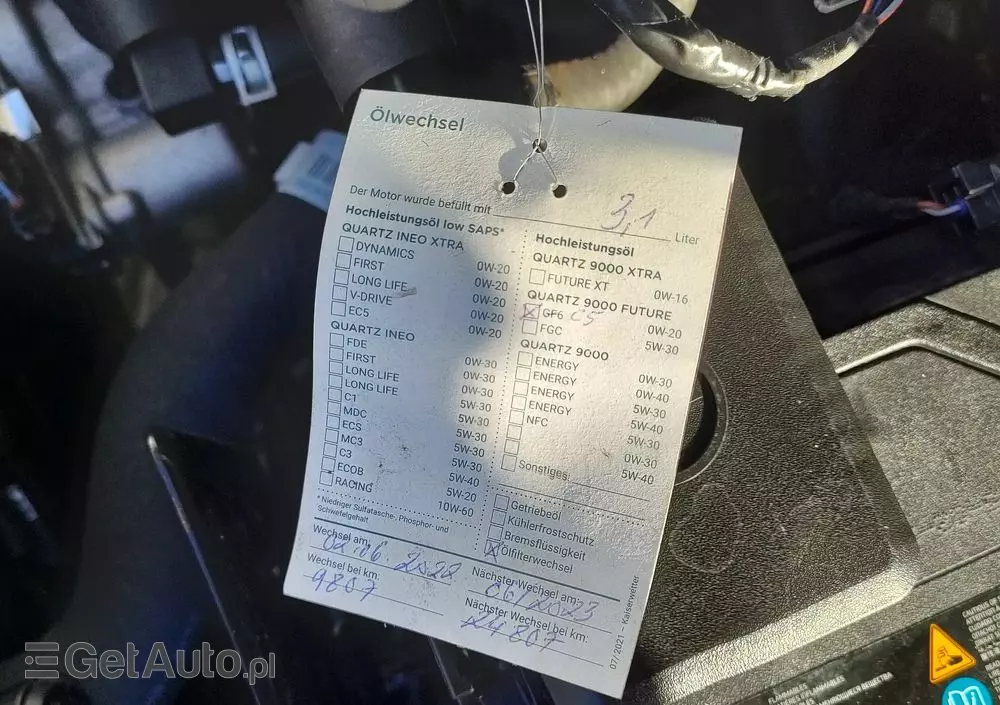 Ölwechsel
Der Motor wurde befüllt mit 3,1 Liter
Hochleistungsöl low SAPS*
QUARTZ INEO XTRA
DYNAMICS 0W-20
FIRST 0W-20
LONG LIFE 0W-20
V-DRIVE 0W-20
EC5 0W-20
QUARTZ INEO
FDE 0W-30
FIRST 0W-30
LONG LIFE 0W-30
LONG LIFE 5W-30
C1 5W-30
MDC 5W-30
ECS 5W-30
MC3 5W-30
C3 5W-40
ECOB 5W-20
RACING 10W-60
*Niedriger Sulfatasche-, Phosphor- und
Schwefelgehalt
Hochleistungsöl
QUARTZ 9000 XTRA
FUTURE XT 0W-16
QUARTZ 9000 FUTURE
GF6 C5 0W-20
FGC 5W-30
QUARTZ 9000
ENERGY 0W-30
ENERGY 0W-40
ENERGY 5W-30
ENERGY 5W-40
NFC 5W-30
0W-30
5W-40
Sonstiges:
Getriebeöl
Kühlerfrostschutz
Bremsflüssigkeit
Ölfilterwechsel
Wechsel am:
02.06.2022
Wechsel bei km:
9807
Nächster Wechsel am:
06/2023
Nächster Wechsel bei km:
24807
07/2021 – Kaiserwetter
GetAuto.pl